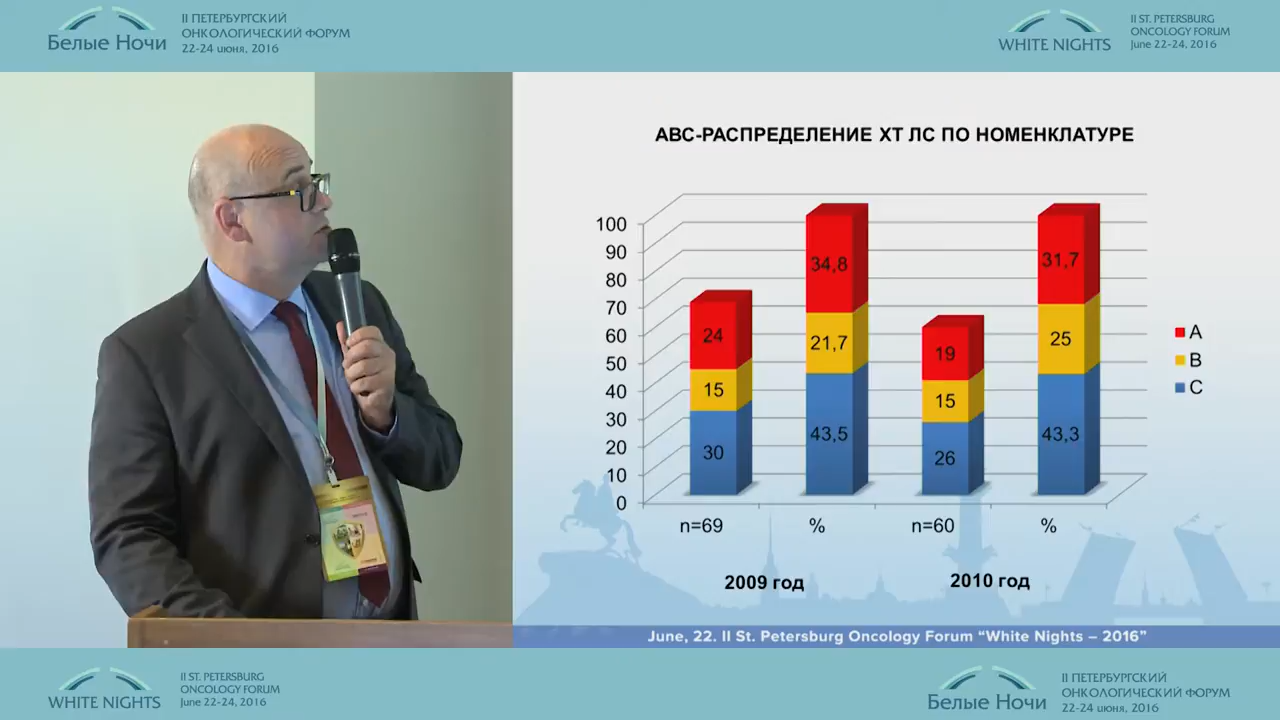 Белые Ночи
II ПЕТЕРБУРГСКИЙ
ОНКОЛОГИЧЕСКИЙ ФОРУМ
22-24 июня, 2016
WHITE NIGHTS
II ST. PETERSBURG
ONCOLOGY FORUM
June 22-24, 2016
АВС-РАСПРЕДЕЛЕНИЕ ХТ ЛС ПО НОМЕНКЛАТУРЕ
100
90
80
70
60
50
40
30
20
10
0
24
15
30
34,8
21,7
43,5
19
15
26
31,7
25
43,3
A
B
C
n=69
%
n=60
%
2009 год
2010 год
June, 22. II St. Petersburg Oncology Forum “White Nights – 2016”
WHITE NIGHTS
II ST. PETERSBURG
ONCOLOGY FORUM
June 22-24, 2016
Белые Ночи
II ПЕТЕРБУРГСКИЙ
ОНКОЛОГИЧЕСКИЙ ФОРУМ
22-24 июня, 2016